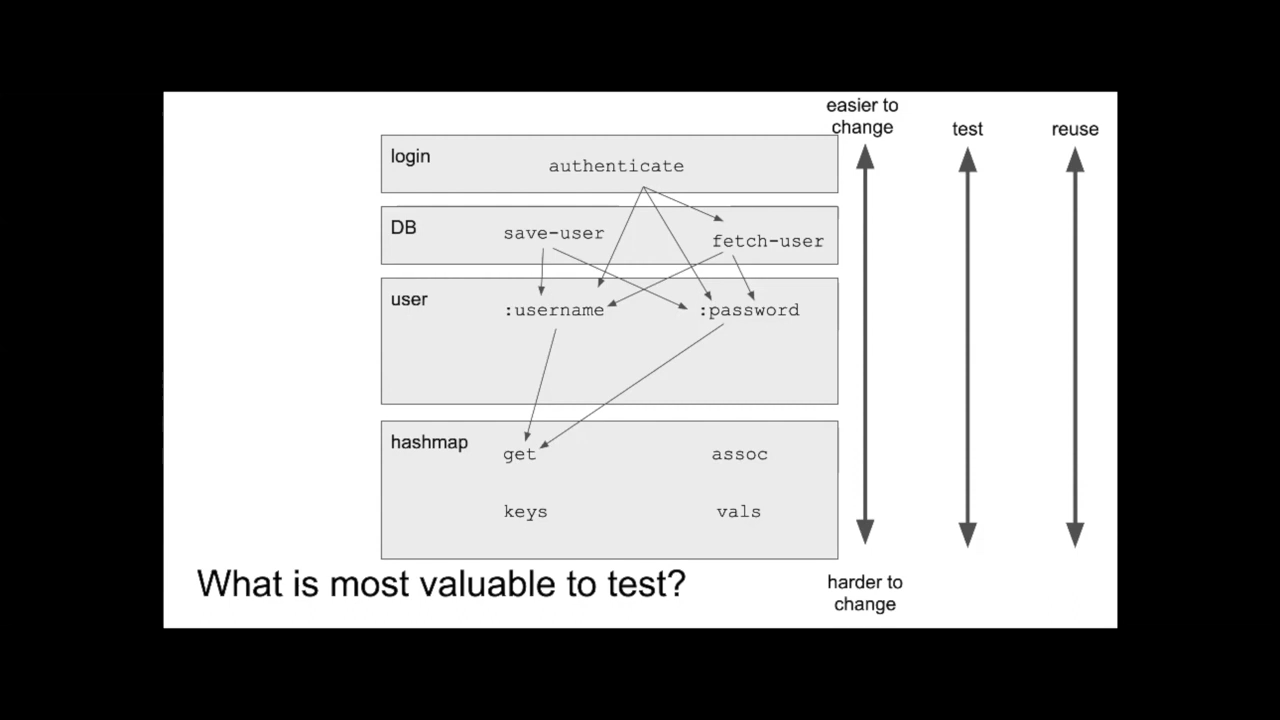 easier to
change
test
reuse
login
authenticate
DB
save-user
fetch-user
user
:username
:password
hashmap
get
assoc
keys
vals
What is most valuable to test?
harder to
change